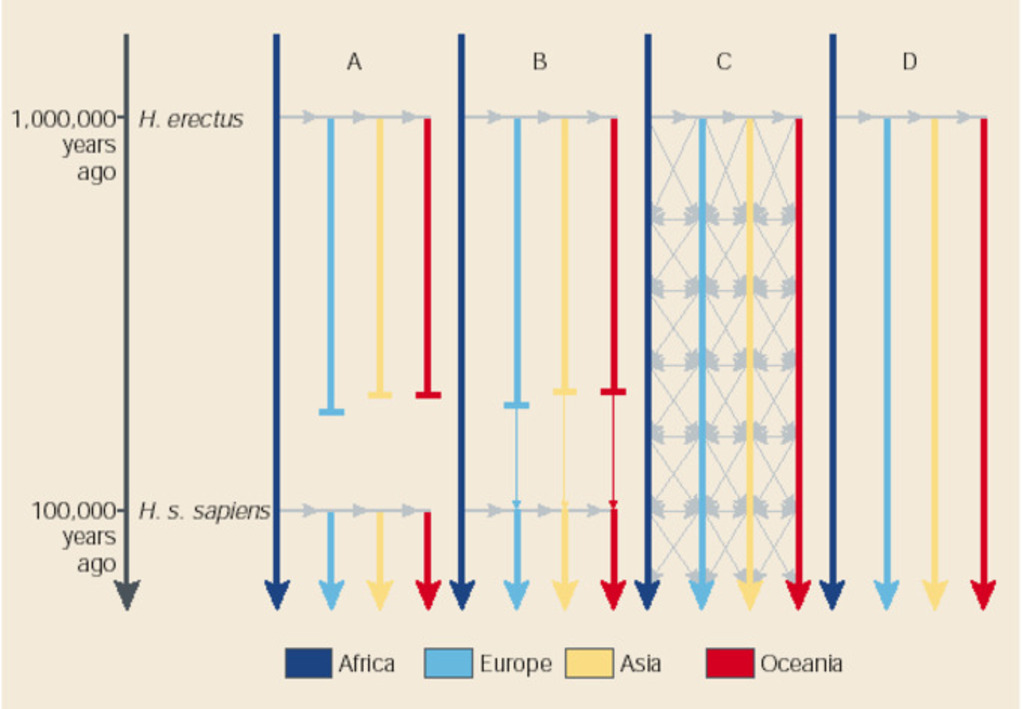 A B C D
1,000,000 H. erectus
years
ago
100,000 H. s. sapiens
years
ago
Africa Europe Asia Oceania